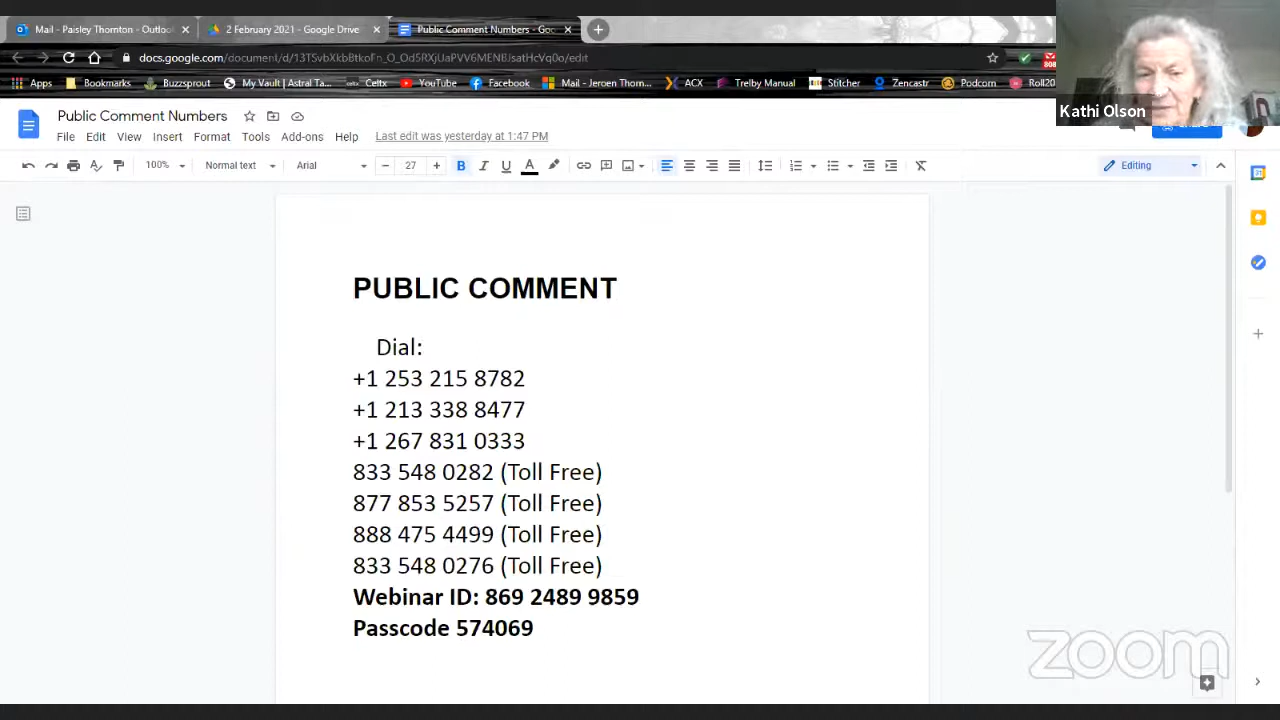 Mail - Paisley Thornton - Outlo
2 February 2021 - Google Drive
Public Comment Numbers - Goo
Apps
Bookmarks
Buzzsprout
My Vault | Astral Ta...
Celtx
YouTube
Facebook
Mail - Jeroen Thorn...
ACX
Trelby Manual
Stitcher
Zencastr
Podcorn
Roll20
Kathi Olson
Public Comment Numbers
File Edit View Insert Format Tools Add-ons Help Last edit was yesterday at 1:47 PM
100% Normal text Arial 27 B I U A Editing
PUBLIC COMMENT
Dial:
+1 253 215 8782
+1 213 338 8477
+1 267 831 0333
833 548 0282 (Toll Free)
877 853 5257 (Toll Free)
888 475 4499 (Toll Free)
833 548 0276 (Toll Free)
Webinar ID: 869 2489 9859
Passcode 574069
zoom